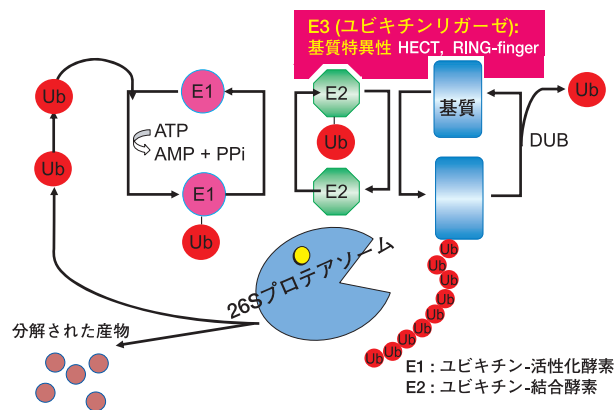 E3 (ユビキチンリガーゼ):
基質特異性 HECT, RING-finger
Ub
Ub
E1
ATP
AMP + PPi
E1
Ub
E2
Ub
E2
基質
DUB
Ub
26Sプロテアソーム
分解された産物
Ub
Ub
Ub
Ub
Ub
Ub
Ub
Ub
Ub
Ub
E1 : ユビキチン-活性化酵素
E2 : ユビキチン-結合酵素